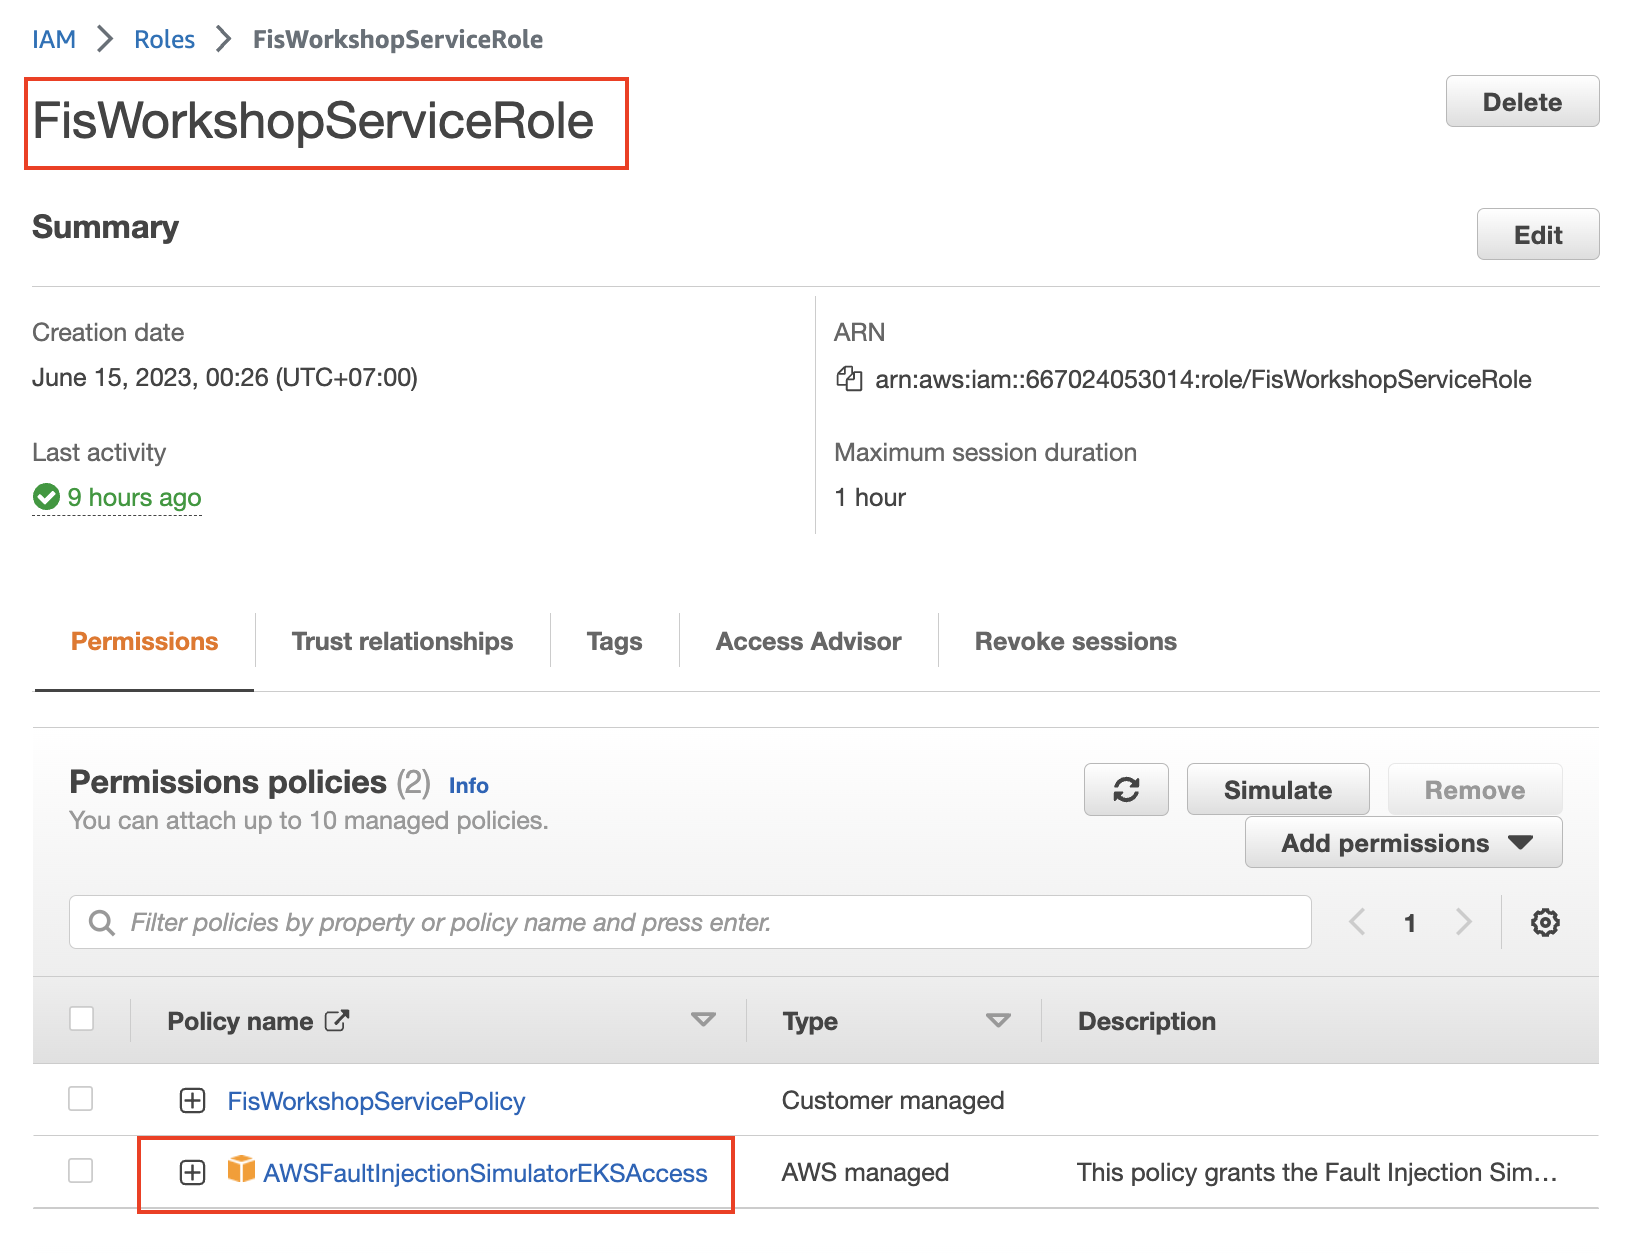 IAM > Roles > FisWorkshopServiceRole
FisWorkshopServiceRole
Delete
Summary
Edit
Creation date
June 15, 2023, 00:26 (UTC+07:00)
ARN
arn:aws:iam::667024053014:role/FisWorkshopServiceRole
Last activity
9 hours ago
Maximum session duration
1 hour
Permissions
Trust relationships
Tags
Access Advisor
Revoke sessions
Permissions policies (2) Info
You can attach up to 10 managed policies.
Simulate
Remove
Add permissions
Filter policies by property or policy name and press enter.
1
Policy name
Type
Description
FisWorkshopServicePolicy
Customer managed
AWSFaultInjectionSimulatorEKSAccess
AWS managed
This policy grants the Fault Injection Sim...